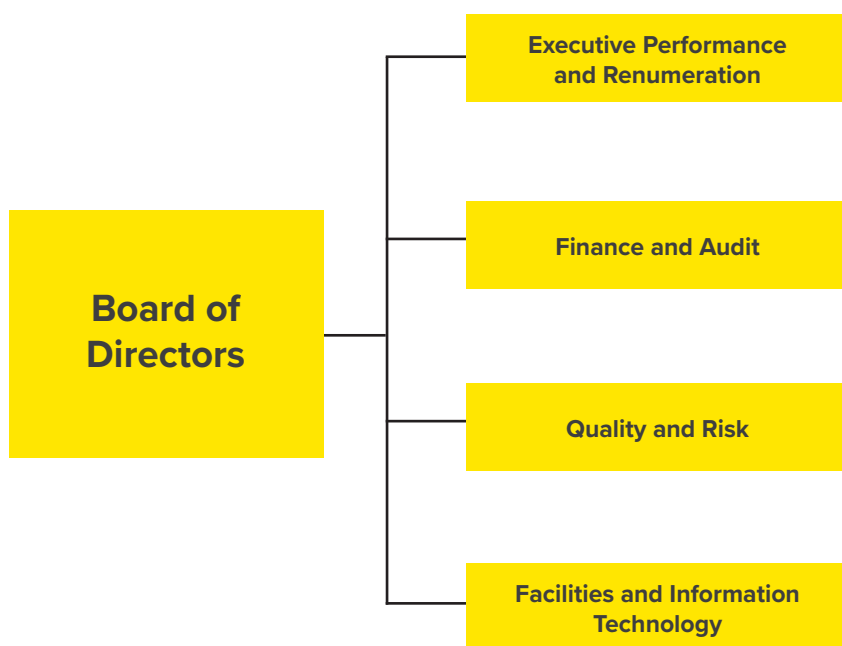 Executive Performance
and Renumeration
Finance and Audit
Board of
Directors
Quality and Risk
Facilities and Information
Technology